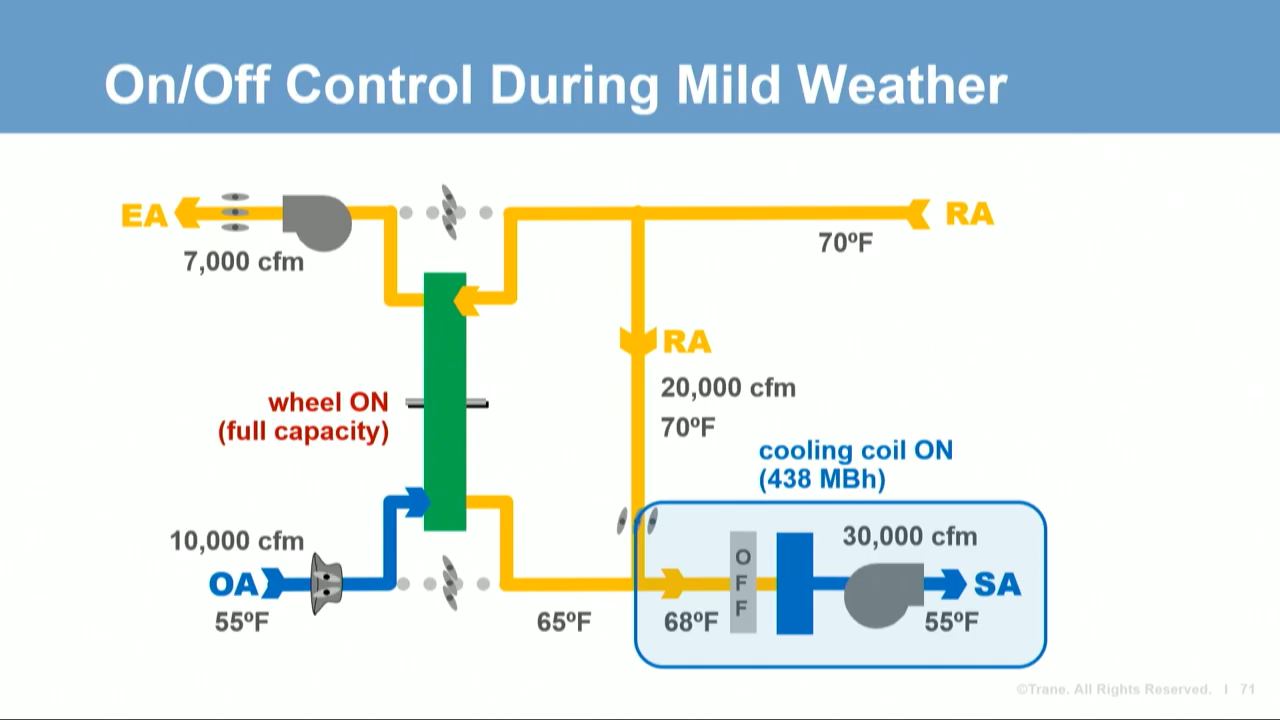 On/Off Control During Mild Weather
EA
RA
7,000 cfm
70ºF
RA
20,000 cfm
wheel ON
(full capacity)
70ºF
cooling coil ON
(438 MBh)
10,000 cfm
30,000 cfm
OFF
OA
SA
55ºF
65ºF
68ºF
55ºF
©Trane. All Rights Reserved. I 71